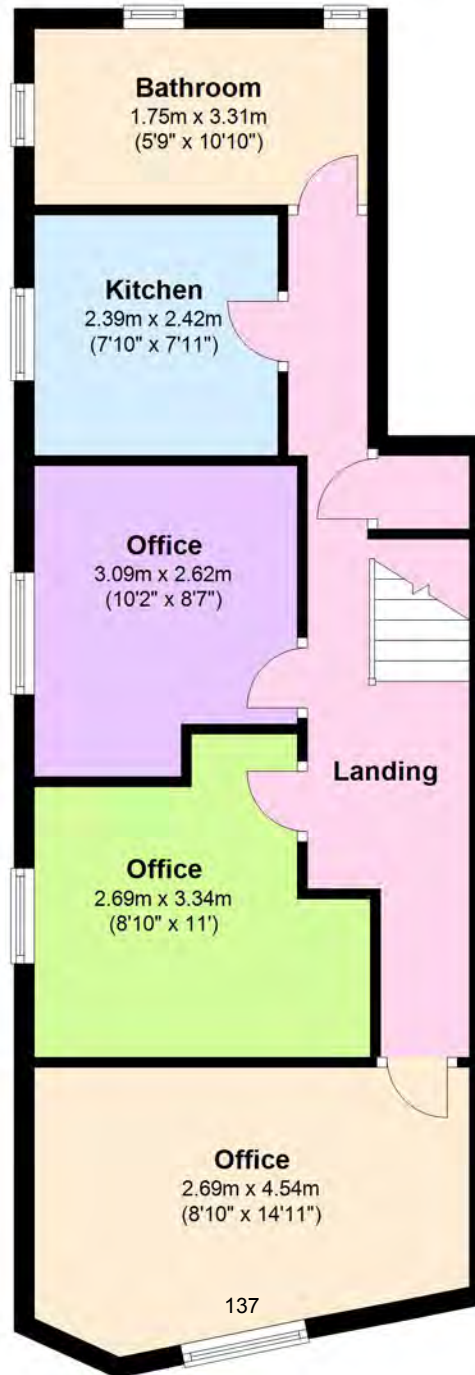 Bathroom
1.75m x 3.31m
(5'9" x 10'10")
Kitchen
2.39m x 2.42m
(7'10" x 7'11")
Office
3.09m x 2.62m
(10'2" x 8'7")
Landing
Office
2.69m x 3.34m
(8'10" x 11')
Office
2.69m x 4.54m
(8'10" x 14'11")
137